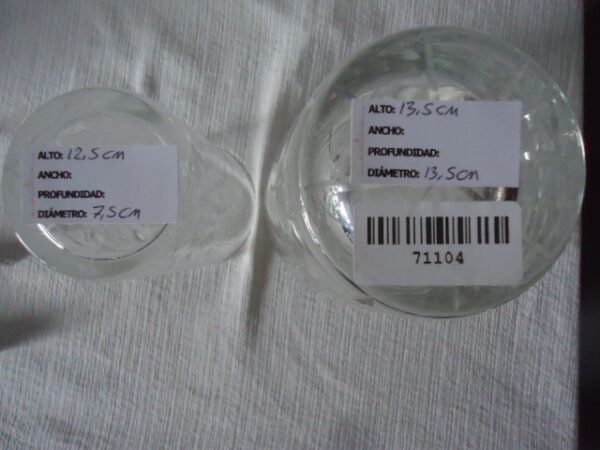 ALTO: 12,5 CM
ANCHO:
PROFUNDIDAD:
DIÁMETRO: 7,5 CM
ALTO: 13,5 CM
ANCHO:
PROFUNDIDAD:
DIÁMETRO: 13,5 CM
71104